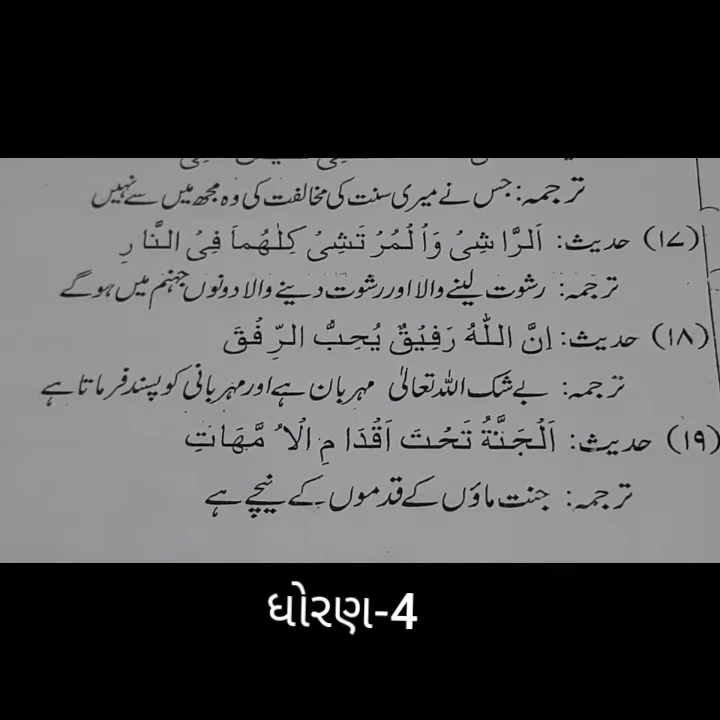 ترجمہ: جس نے میری سنت کی مخالفت کی وہ مجھ میں سے نہیں
(۱۷) حدیث: اَلرَّاشِیْ وَالْمُرْتَشِیْ کِلٰهُمَا فِیْ النَّارِ
ترجمہ: رشوت لینے والا اور رشوت دینے والا دونوں جہنم میں ہوگے
(۱۸) حدیث: اِنَّ اللّٰهُ رَفِیْقٌ یُحِبُّ الرِّفْقَ
ترجمہ: بے شک اللہ تعالیٰ مہربان ہے اور مہربانی کو پسند فرماتا ہے
(۱۹) حدیث: اَلْجَنَّةُ تَحْتَ اَقْدَامِ الْاُمَّهَاتِ
ترجمہ: جنت ماؤں کے قدموں کے نیچے ہے
ધોરણ-4